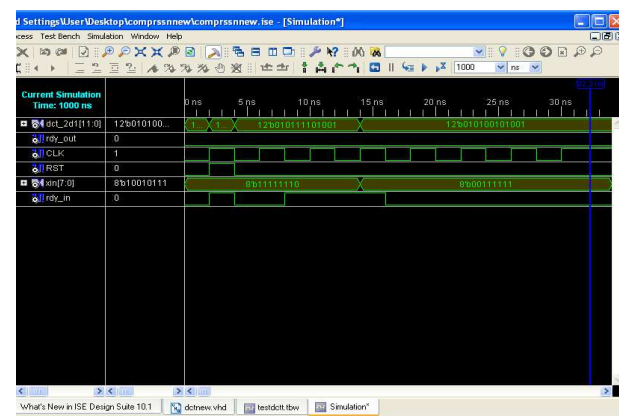 d Settings\User\Desktop\comprssnnew\comprssnnew.ise - [Simulation*]
ocess Test Bench Simulation Window Help
1000 ns
Current Simulation
Time: 1000 ns
0 ns 5 ns 10 ns 15 ns 20 ns 25 ns 30 ns
dct_2d1[11:0] 12'b010100... 1... 1... 12'b010111101001 12'b010100101001
rdy_out 0
CLK 1
RST 0
xin[7:0] 8'b10010111 8'b11111110 8'b00111111
rdy_in 0
What's New in ISE Design Suite 10.1 dctnew.vhd testdctt.tbw Simulation*